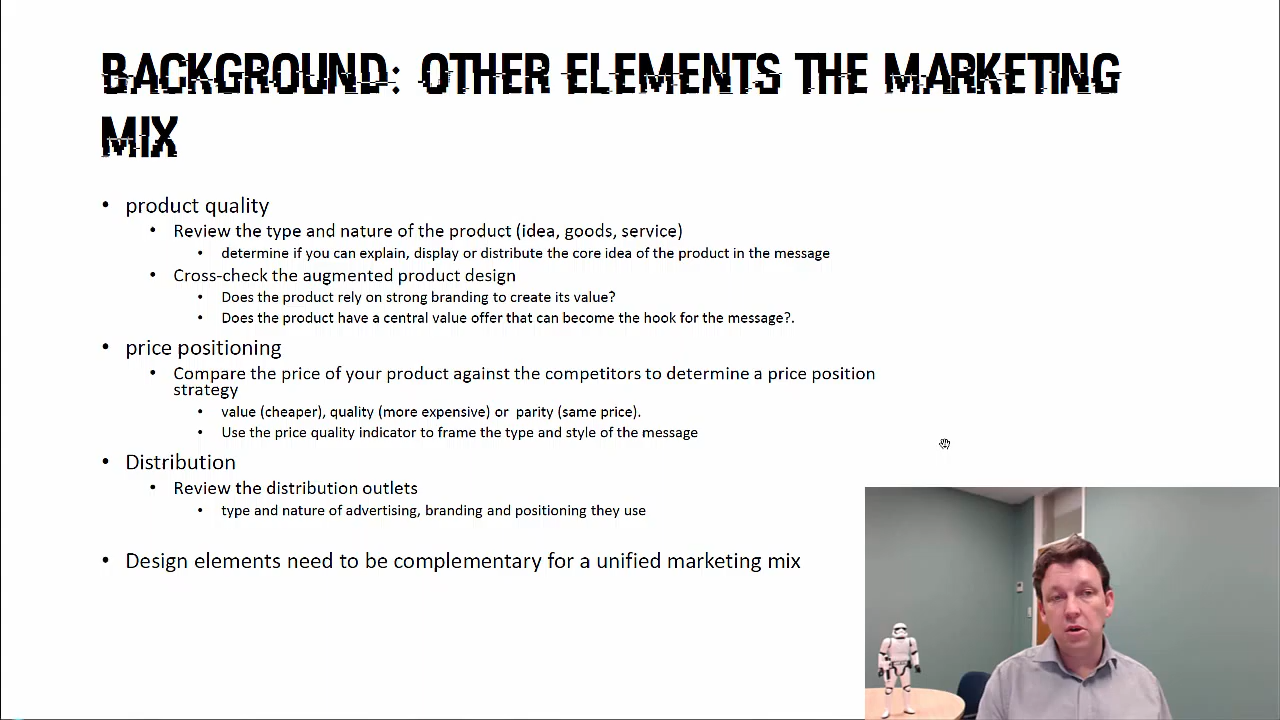 BACKGROUND: OTHER ELEMENTS THE MARKETING
MIX
• product quality
• Review the type and nature of the product (idea, goods, service)
• determine if you can explain, display or distribute the core idea of the product in the message
• Cross-check the augmented product design
• Does the product rely on strong branding to create its value?
• Does the product have a central value offer that can become the hook for the message?.
• price positioning
• Compare the price of your product against the competitors to determine a price position
strategy
• value (cheaper), quality (more expensive) or parity (same price).
• Use the price quality indicator to frame the type and style of the message
• Distribution
• Review the distribution outlets
• type and nature of advertising, branding and positioning they use
• Design elements need to be complementary for a unified marketing mix